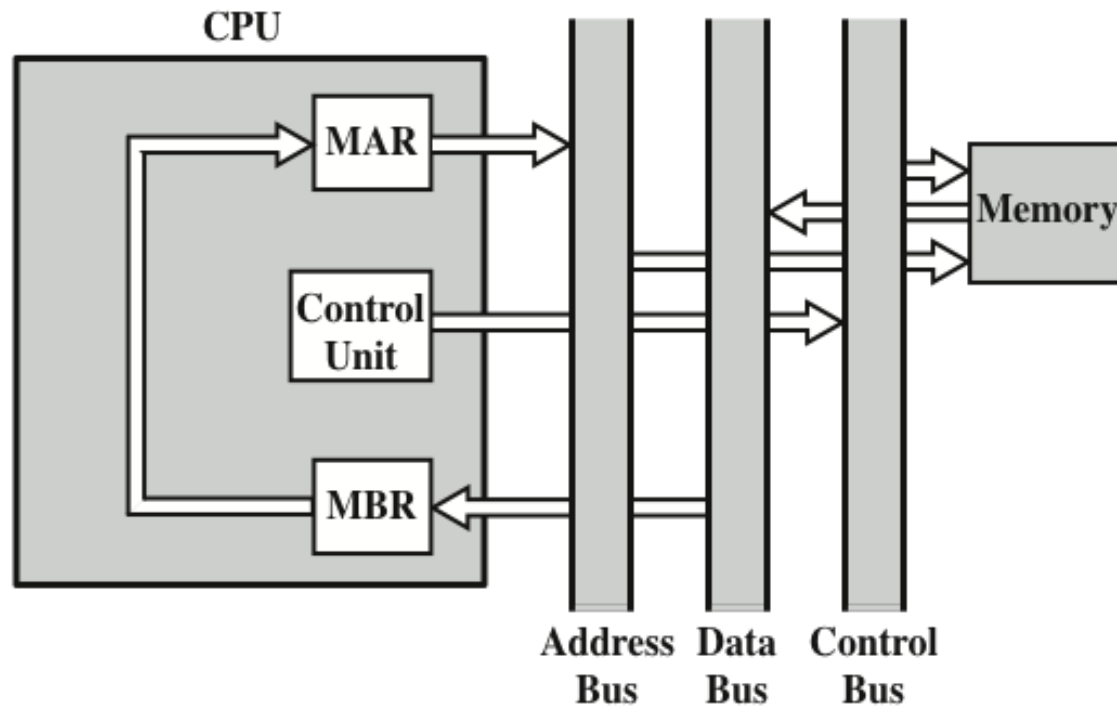 CPU
MAR
Memory
Control
Unit
MBR
Address
Bus
Data
Bus
Control
Bus